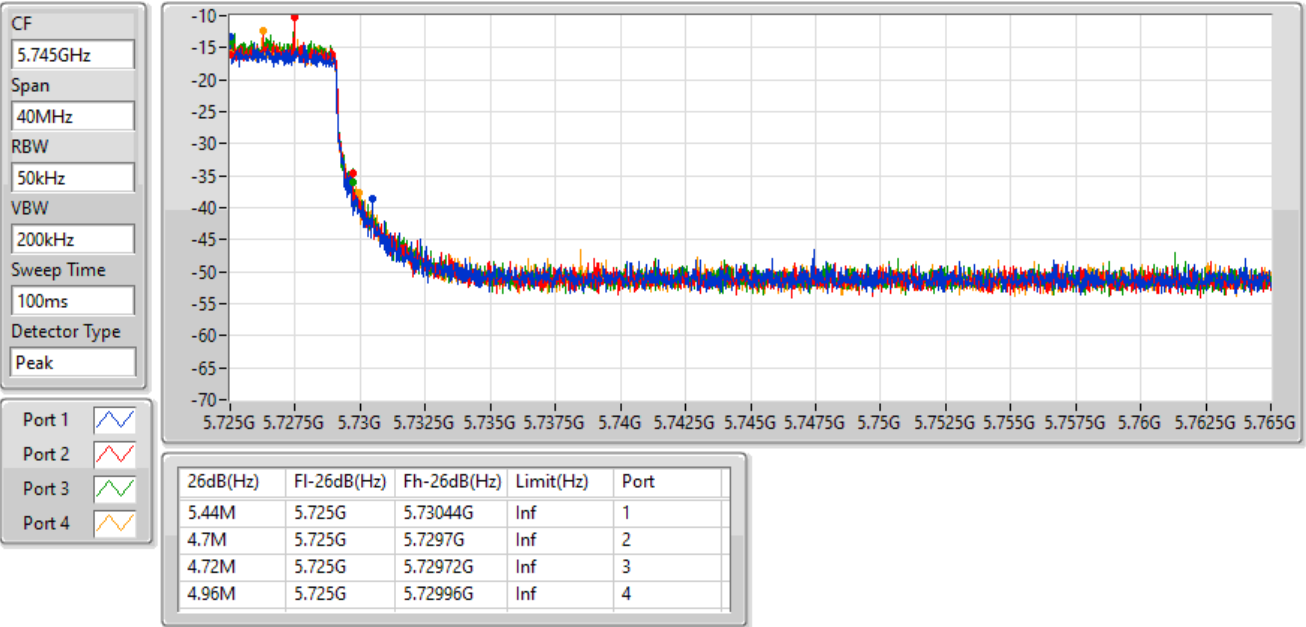 CF
5.745GHz
Span
40MHz
RBW
50kHz
VBW
200kHz
Sweep Time
100ms
Detector Type
Peak
Port 1
Port 2
Port 3
Port 4
-10
-15
-20
-25
-30
-35
-40
-45
-50
-55
-60
-65
-70
5.725G 5.7275G 5.73G 5.7325G 5.735G 5.7375G 5.74G 5.7425G 5.745G 5.7475G 5.75G 5.7525G 5.755G 5.7575G 5.76G 5.7625G 5.765G
26dB(Hz) Fl-26dB(Hz) Fh-26dB(Hz) Limit(Hz) Port
5.44M 5.725G 5.73044G Inf 1
4.7M 5.725G 5.7297G Inf 2
4.72M 5.725G 5.72972G Inf 3
4.96M 5.725G 5.72996G Inf 4